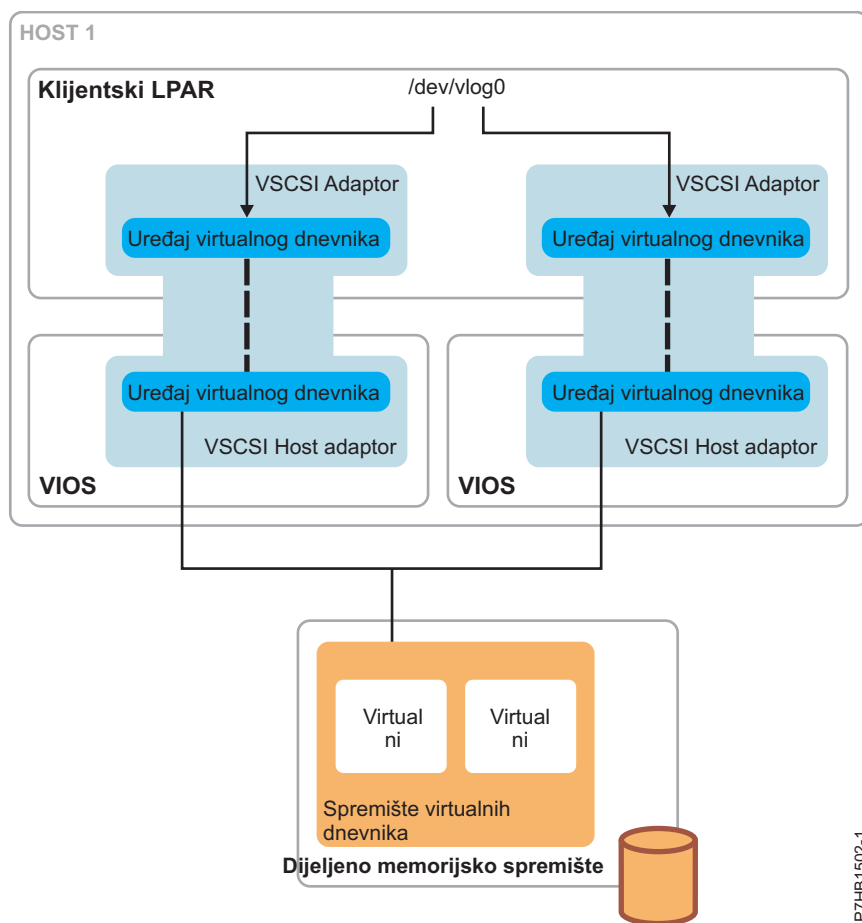 HOST 1
Klijentski LPAR
/dev/vlog0
VSCSI Adaptor
VSCSI Adaptor
Uređaj virtualnog dnevnika
Uređaj virtualnog dnevnika
Uređaj virtualnog dnevnika
Uređaj virtualnog dnevnika
VSCSI Host adaptor
VSCSI Host adaptor
VIOS
VIOS
Virtual
ni
Virtual
ni
Spremište virtualnih
dnevnika
Dijeljeno memorijsko spremište
P7HB1502-1